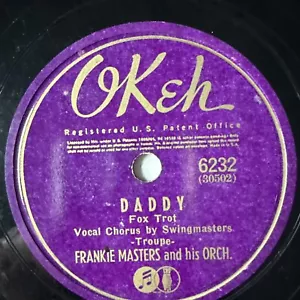 OKeh
Registered U.S. Patent Office
6232
(30502)
DADDY
Fox Trot
Vocal Chorus by Swingmasters
-Troupe-
FRANKIE MASTERS and his ORCH.